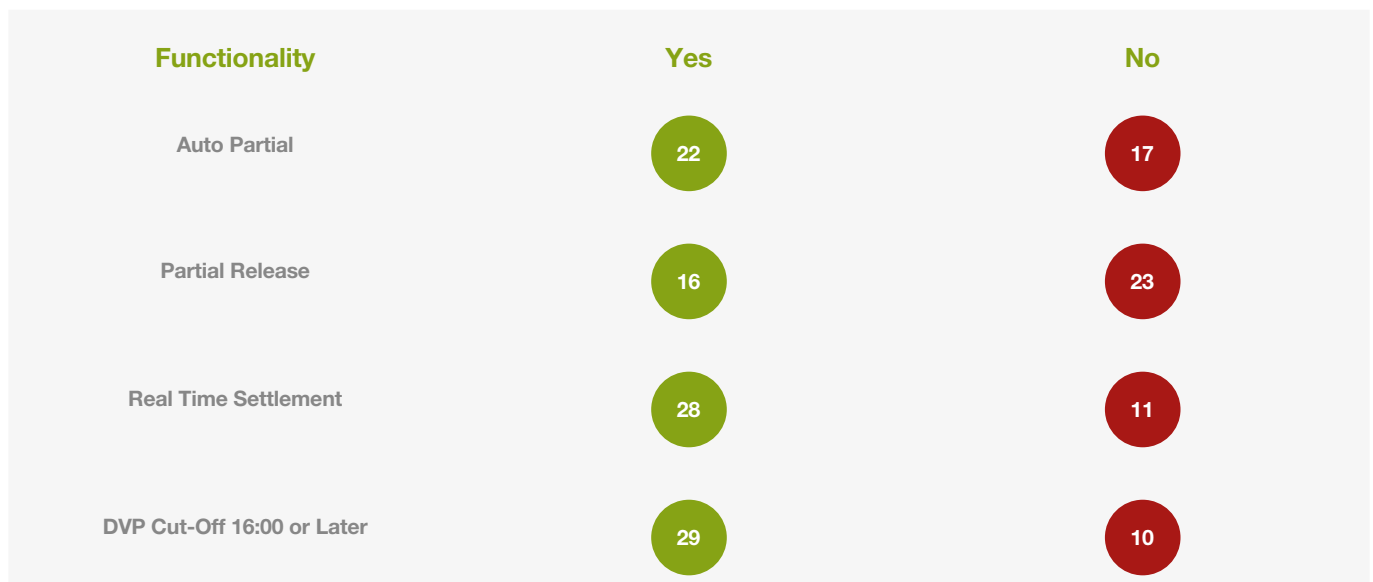 Functionality Yes No
Auto Partial 22 17
Partial Release 16 23
Real Time Settlement 28 11
DVP Cut-Off 16:00 or Later 29 10